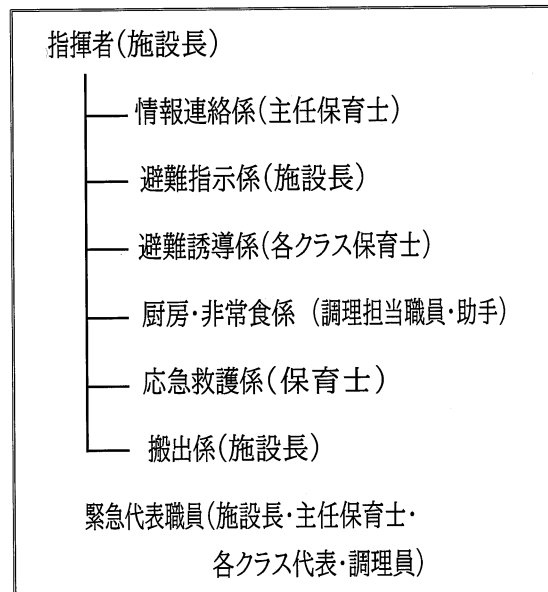 指揮者(施設長)
情報連絡係(主任保育士)
避難指示係(施設長)
避難誘導係(各クラス保育士)
厨房・非常食係 (調理担当職員・助手)
応急救護係(保育士)
搬出係(施設長)
緊急代表職員(施設長・主任保育士・
各クラス代表・調理員)